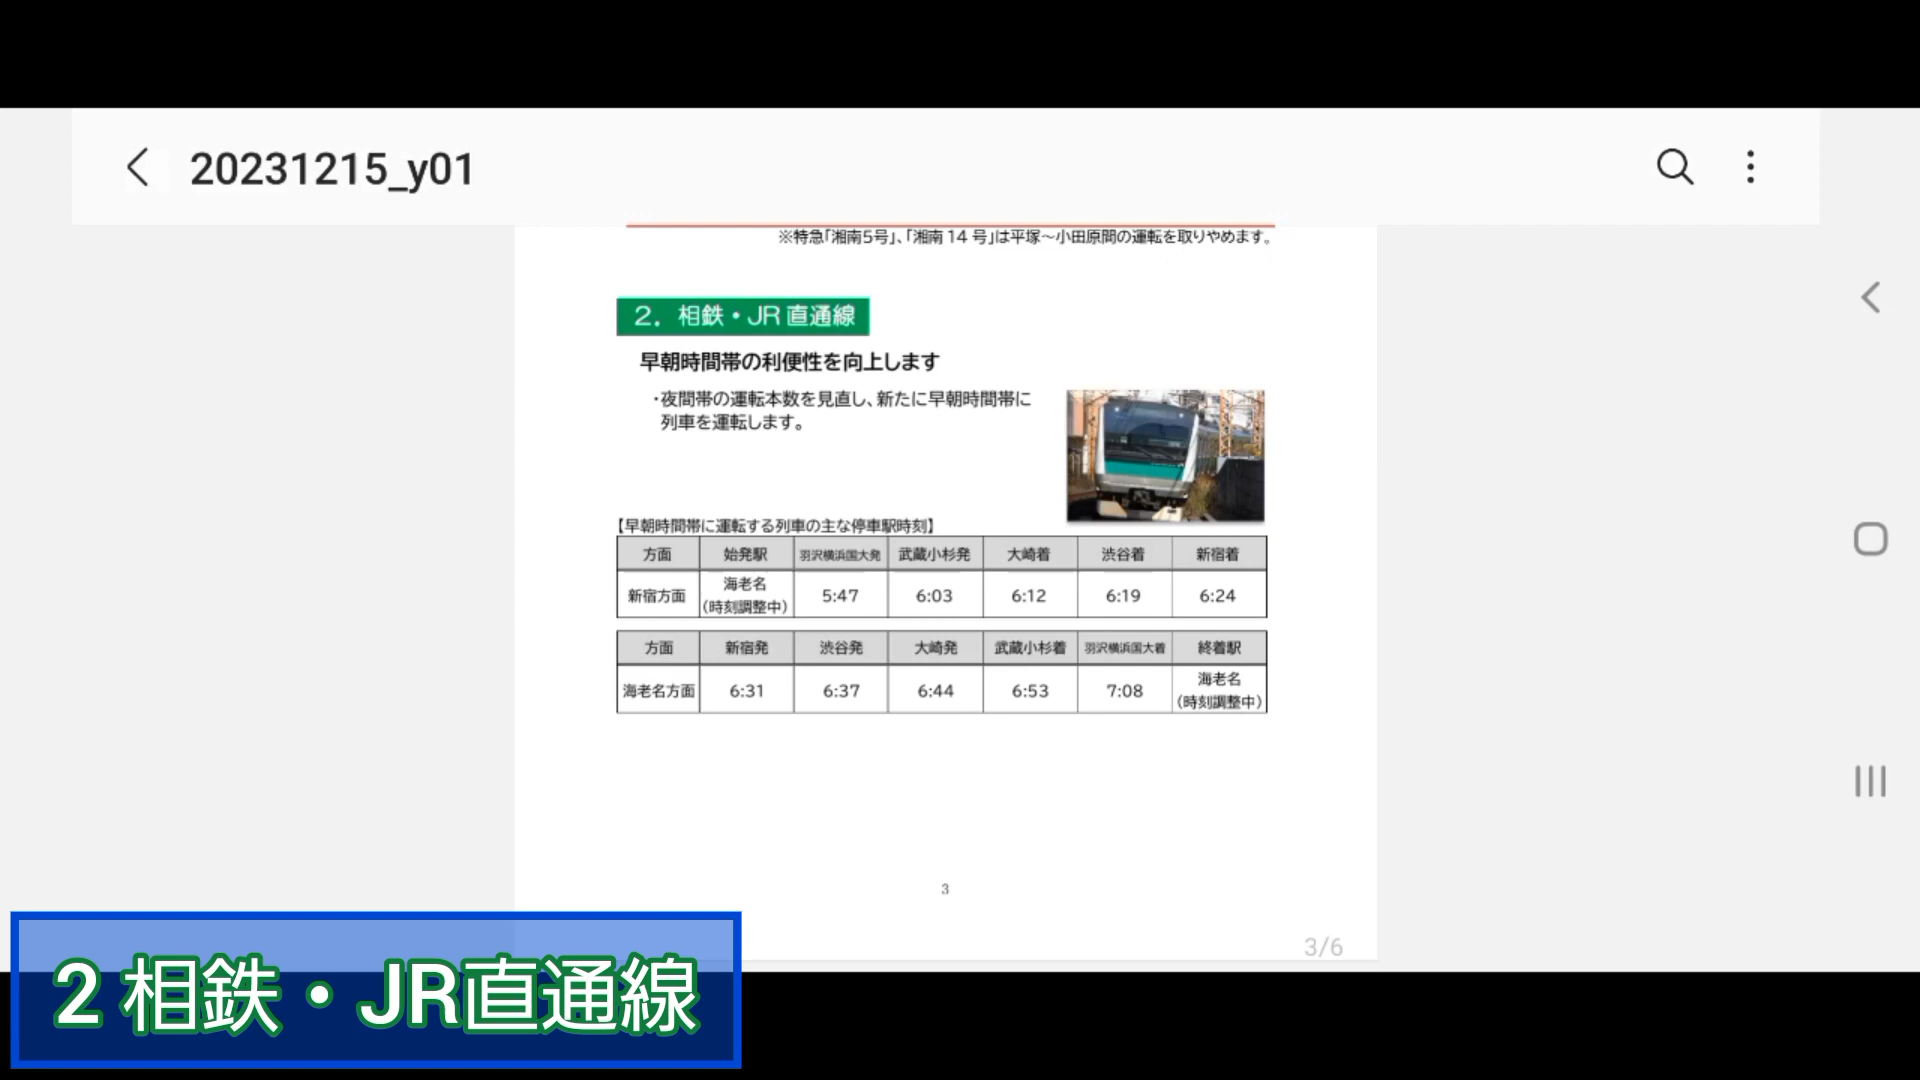 20231215_y01
※特急「湘南5号」、「湘南 14 号」は平塚～小田原間の運転を取りやめます。
２．相鉄・JR 直通線
早朝時間帯の利便性を向上します
・夜間帯の運転本数を見直し、新たに早朝時間帯に
列車を運転します。
【早朝時間帯に運転する列車の主な停車駅時刻】
方面 始発駅 羽沢横浜国大発 武蔵小杉発 大崎着 渋谷着 新宿着
新宿方面 海老名 5:47 6:03 6:12 6:19 6:24
（時刻調整中）
方面 新宿発 渋谷発 大崎発 武蔵小杉着 羽沢横浜国大着 終着駅
海老名方面 6:31 6:37 6:44 6:53 7:08 海老名
（時刻調整中）
3
3/6
2 相鉄・JR直通線